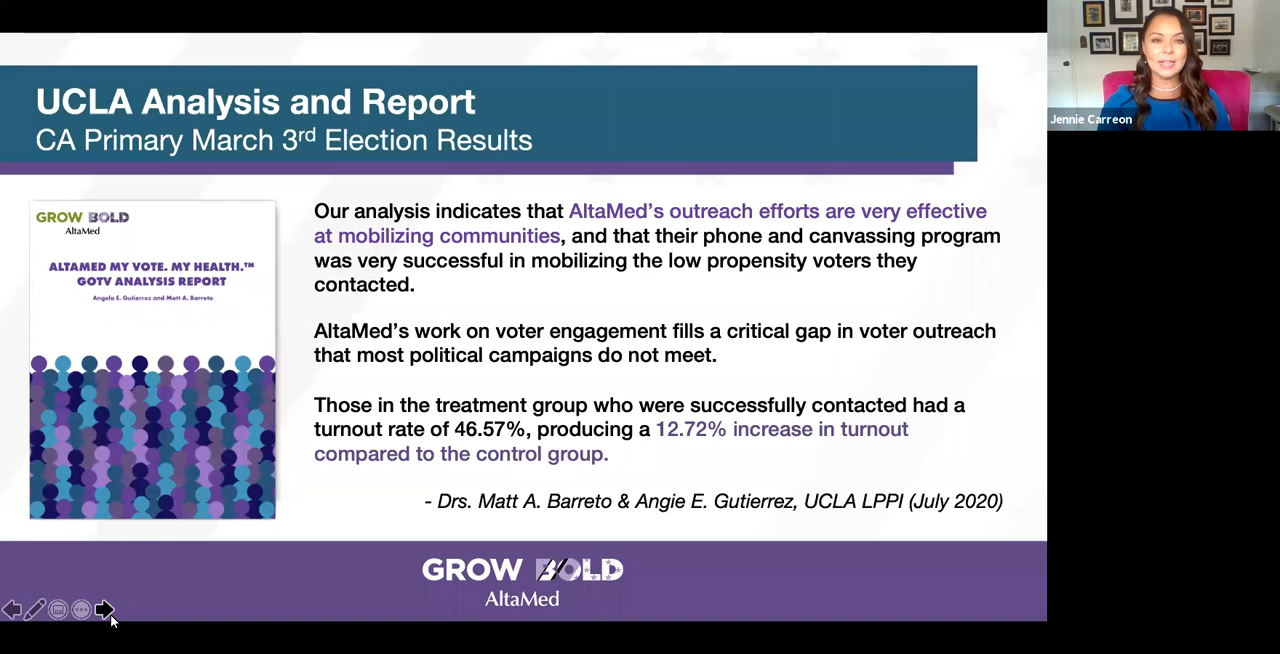 UCLA Analysis and Report
CA Primary March 3rd Election Results
Jennie Carreon
GROW BOLD
AltaMed
ALTAMED MY VOTE. MY HEALTH.™
GOTV ANALYSIS REPORT
Angela E. Gutierrez and Matt A. Barreto
Our analysis indicates that AltaMed's outreach efforts are very effective
at mobilizing communities, and that their phone and canvassing program
was very successful in mobilizing the low propensity voters they
contacted.
AltaMed's work on voter engagement fills a critical gap in voter outreach
that most political campaigns do not meet.
Those in the treatment group who were successfully contacted had a
turnout rate of 46.57%, producing a 12.72% increase in turnout
compared to the control group.
- Drs. Matt A. Barreto & Angie E. Gutierrez, UCLA LPPI (July 2020)
GROW BOLD
AltaMed